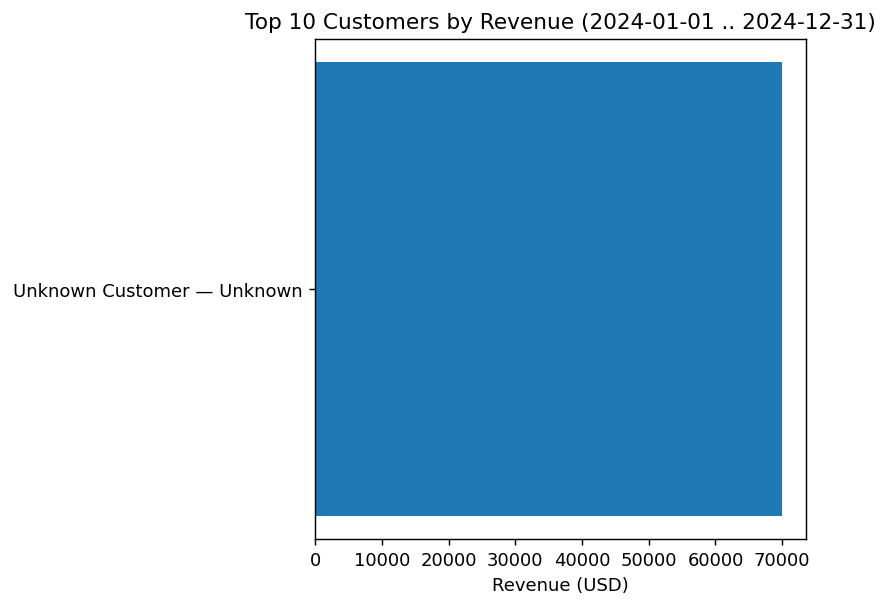 Top 10 Customers by Revenue (2024-01-01 .. 2024-12-31)
Unknown Customer — Unknown
0 10000 20000 30000 40000 50000 60000 70000
Revenue (USD)